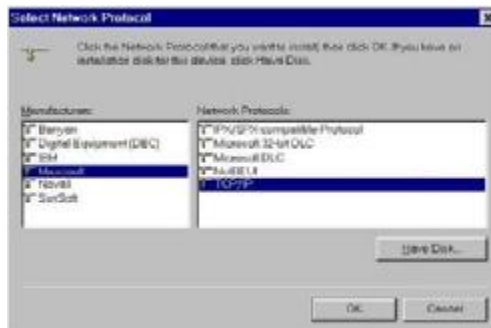 Select Network Protocol
Click the Network Protocol that you want to install, then click OK. If you have an
installation disk for this device, click Have Disk.
Manufacturers:
Banyan
Digital Equipment (DEC)
IBM
Microsoft
Novell
SunSoft
Network Protocols:
IPX/SPX-compatible Protocol
Microsoft 32-bit DLC
Microsoft DLC
NetBEUI
TCP/IP
Have Disk...
OK
Cancel